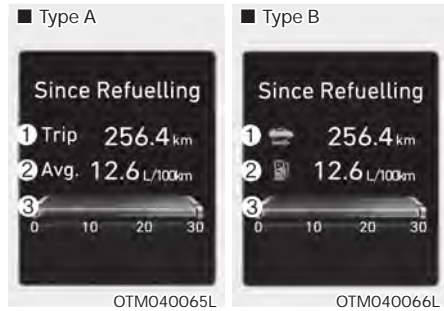 ■ Type A
Since Refuelling
① Trip 256.4 km
② Avg. 12.6 L/100km
③
0 10 20 30
OTM040065L
■ Type B
Since Refuelling
① 256.4 km
② 12.6 L/100km
③
0 10 20 30
OTM040066L